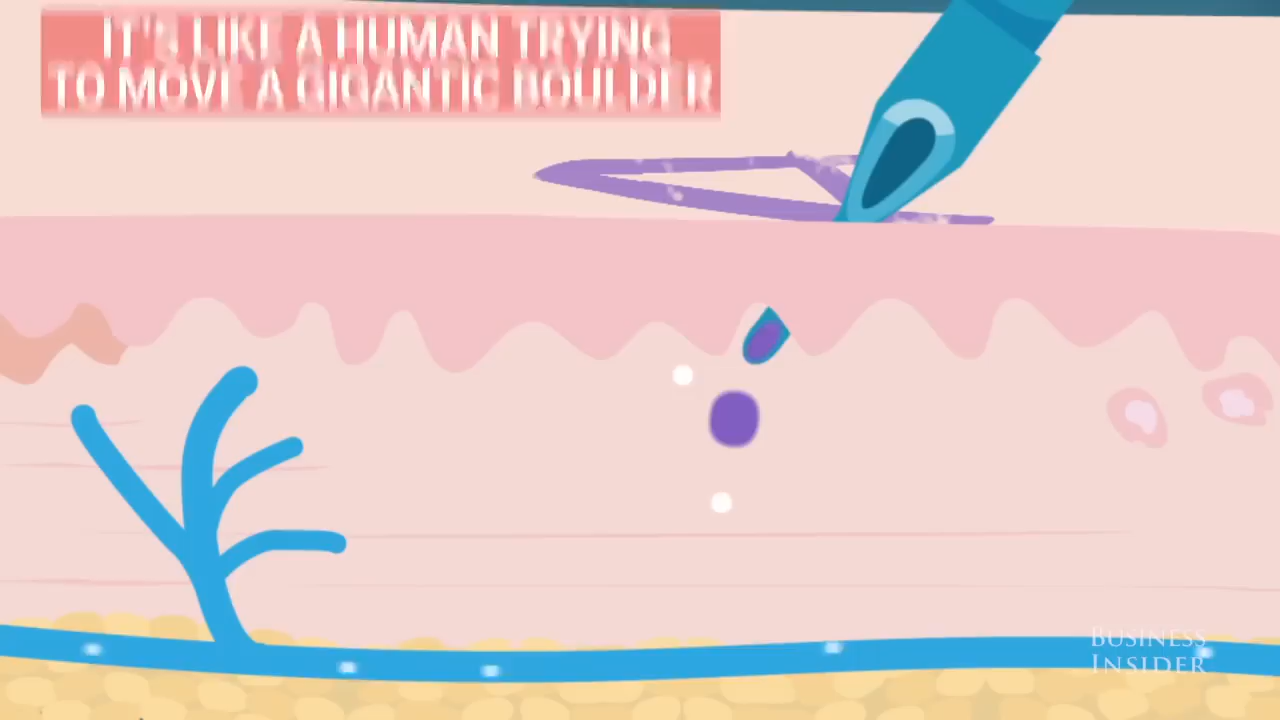 IT'S LIKE A HUMAN TRYING
TO MOVE A GIGANTIC BOULDER
BUSINESS
INSIDER